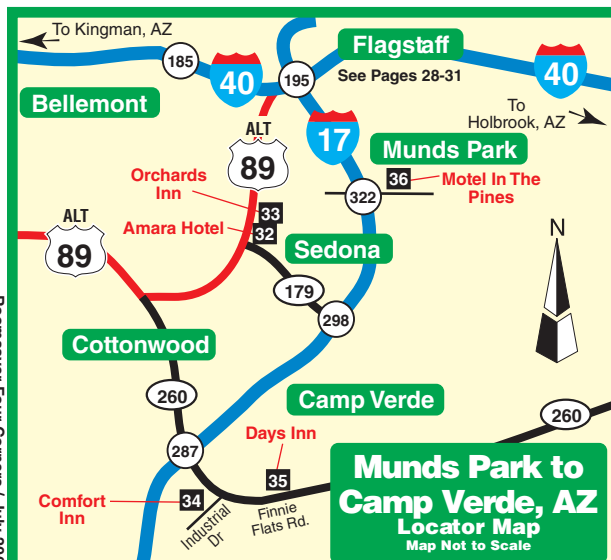 To Kingman, AZ
185
40
195
Flagstaff
See Pages 28-31
40
Bellemont
To
Holbrook, AZ
ALT
89
17
Munds Park
36
Motel In The
Pines
322
Orchards
Inn
33
Amara Hotel
32
ALT
89
Sedona
N
179
298
Cottonwood
260
Camp Verde
260
287
Days Inn
35
Comfort
Inn
34
Industrial
Dr
Finnie
Flats Rd.
Munds Park to
Camp Verde, AZ
Locator Map
Map Not to Scale